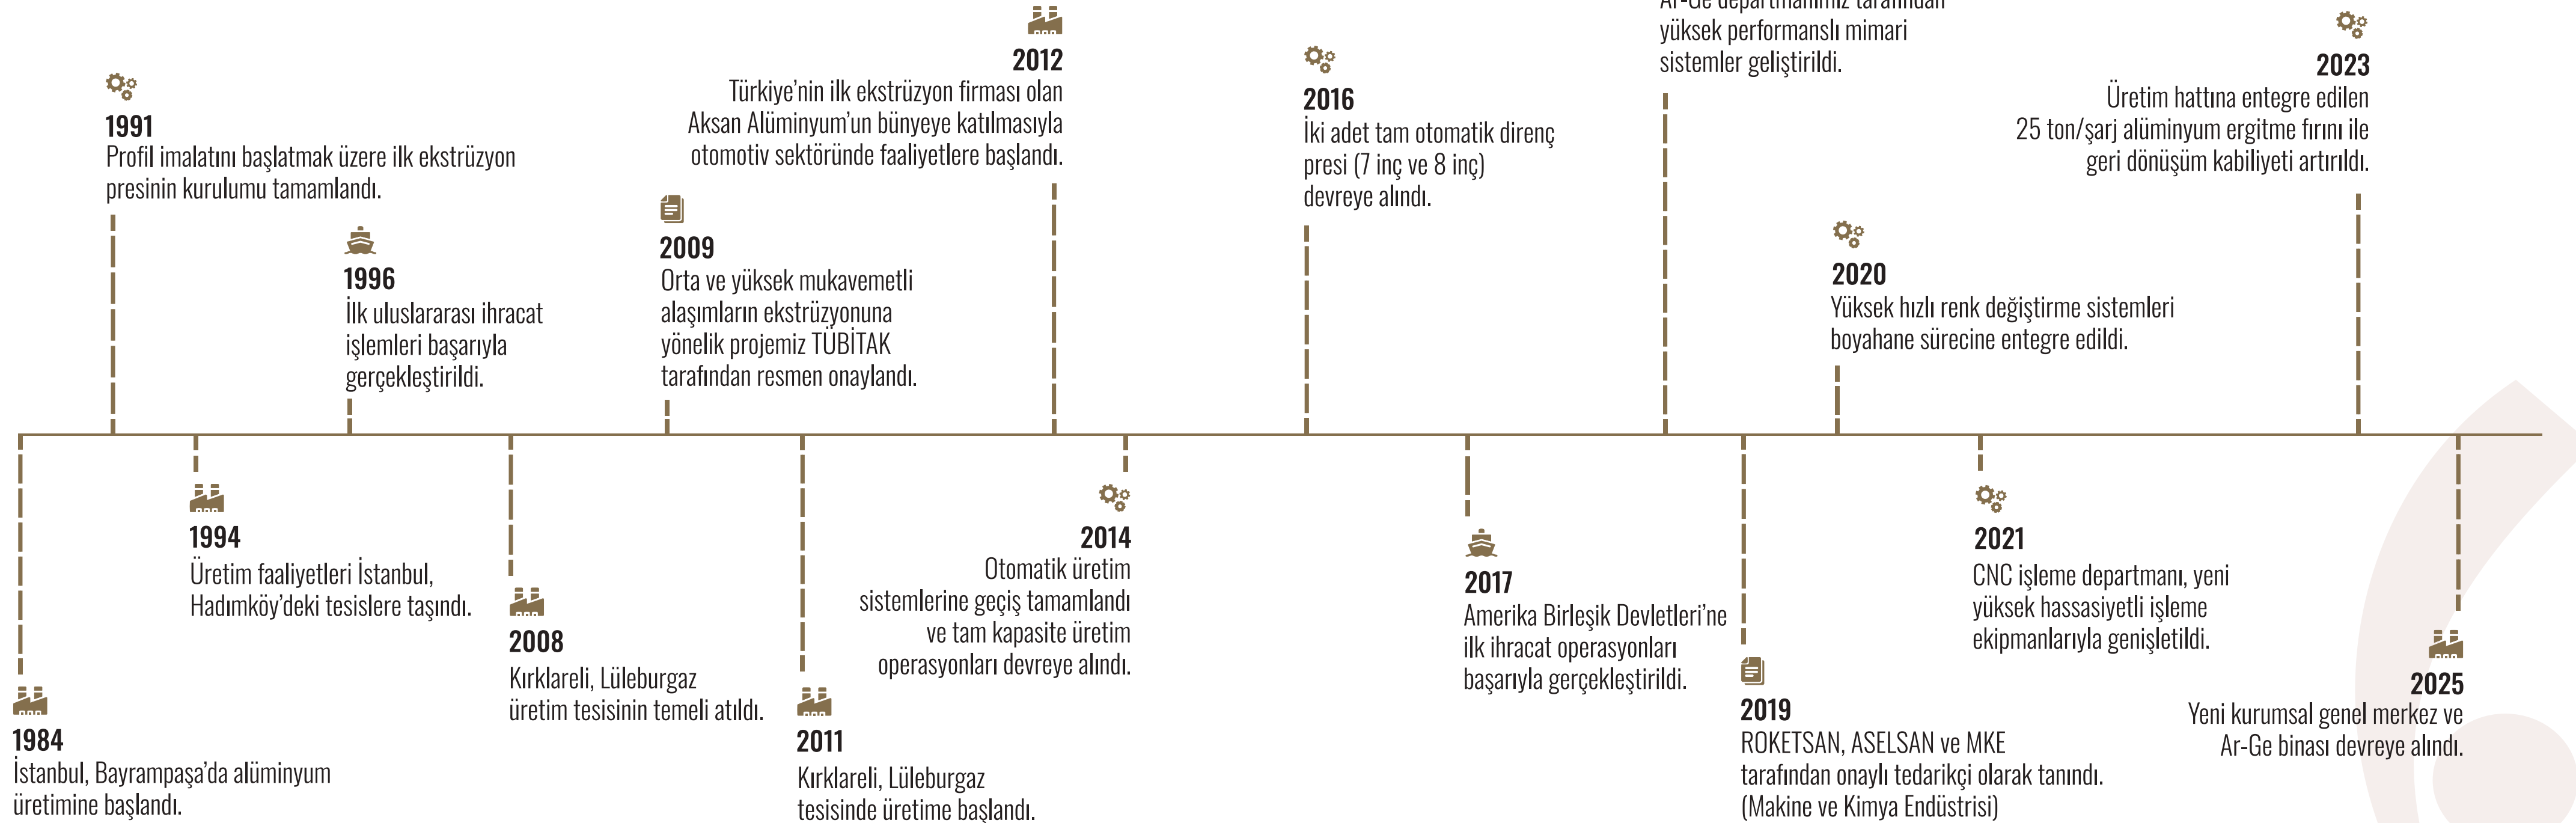 1984
İstanbul, Bayrampaşa’da alüminyum
üretimine başlandı.
1991
Profil imalatını başlatmak üzere ilk ekstrüzyon
presinin kurulumu tamamlandı.
1994
Üretim faaliyetleri İstanbul,
Hadımköy’deki tesislere taşındı.
1996
İlk uluslararası ihracat
işlemleri başarıyla
gerçekleştirildi.
2008
Kırklareli, Lüleburgaz
üretim tesisinin temeli atıldı.
2009
Orta ve yüksek mukavemetli
alaşımların ekstrüzyonuna
yönelik projemiz TÜBİTAK
tarafından resmen onaylandı.
2011
Kırklareli, Lüleburgaz
tesisinde üretime başlandı.
2012
Türkiye’nin ilk ekstrüzyon firması olan
Aksan Alüminyum’un bünyeye katılmasıyla
otomotiv sektöründe faaliyetlere başlandı.
2014
Otomatik üretim
sistemlerine geçiş tamamlandı
ve tam kapasite üretim
operasyonları devreye alındı.
2016
İki adet tam otomatik direnç
presi (7 inç ve 8 inç)
devreye alındı.
2017
Amerika Birleşik Devletleri’ne
ilk ihracat operasyonları
başarıyla gerçekleştirildi.
Ar-Ge departmanımız tarafından
yüksek performanslı mimari
sistemler geliştirildi.
2019
ROKETSAN, ASELSAN ve MKE
tarafından onaylı tedarikçi olarak tanındı.
(Makine ve Kimya Endüstrisi)
2020
Yüksek hızlı renk değiştirme sistemleri
boyahane sürecine entegre edildi.
2021
CNC işleme departmanı, yeni
yüksek hassasiyetli işleme
ekipmanlarıyla genişletildi.
2023
Üretim hattına entegre edilen
25 ton/şarj alüminyum ergitme fırını ile
geri dönüşüm kabiliyeti artırıldı.
2025
Yeni kurumsal genel merkez ve
Ar-Ge binası devreye alındı.